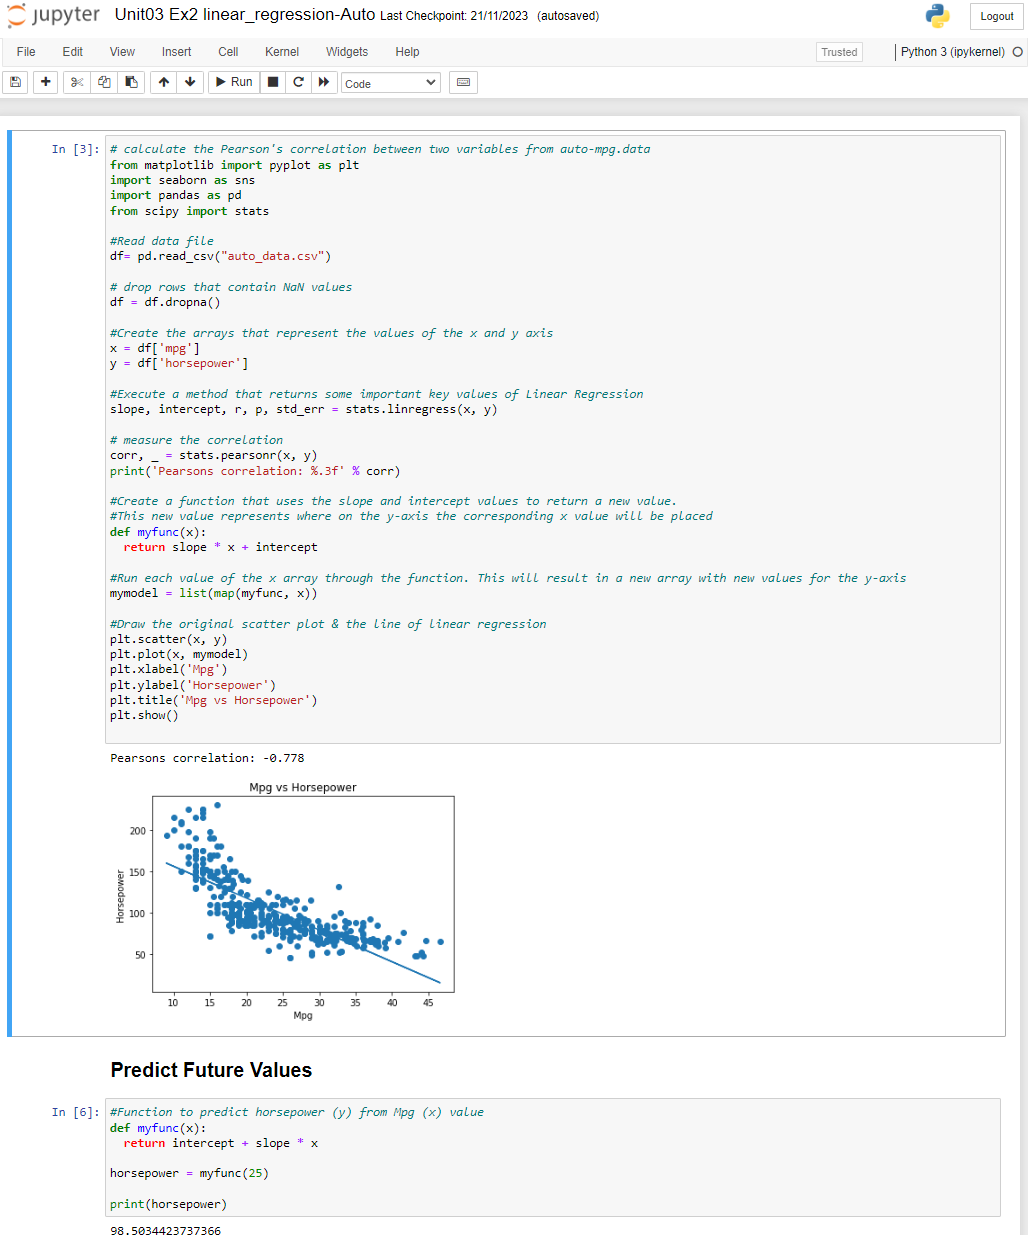 jupyter Unit03 Ex2 linear_regression-Auto Last Checkpoint: 21/11/2023 (autosaved)
Logout
File Edit View Insert Cell Kernel Widgets Help
Trusted
Python 3 (ipykernel)
Run
Code
In [3]:
# calculate the Pearson's correlation between two variables from auto-mpg.data
from matplotlib import pyplot as plt
import seaborn as sns
import pandas as pd
from scipy import stats
#Read data file
df= pd.read_csv("auto_data.csv")
# drop rows that contain NaN values
df = df.dropna()
#Create the arrays that represent the values of the x and y axis
x = df['mpg']
y = df['horsepower']
#Execute a method that returns some important key values of Linear Regression
slope, intercept, r, p, std_err = stats.linregress(x, y)
# measure the correlation
corr, _ = stats.pearsonr(x, y)
print('Pearsons correlation: %.3f' % corr)
#Create a function that uses the slope and intercept values to return a new value.
#This new value represents where on the y-axis the corresponding x value will be placed
def myfunc(x):
  return slope * x + intercept
#Run each value of the x array through the function. This will result in a new array with new values for the y-axis
mymodel = list(map(myfunc, x))
#Draw the original scatter plot & the line of linear regression
plt.scatter(x, y)
plt.plot(x, mymodel)
plt.xlabel('Mpg')
plt.ylabel('Horsepower')
plt.title('Mpg vs Horsepower')
plt.show()
Pearsons correlation: -0.778
Mpg vs Horsepower
200
150
100
50
Horsepower
10 15 20 25 30 35 40 45
Mpg
Predict Future Values
In [6]:
#Function to predict horsepower (y) from Mpg (x) value
def myfunc(x):
  return intercept + slope * x
horsepower = myfunc(25)
print(horsepower)
98.5034423737366